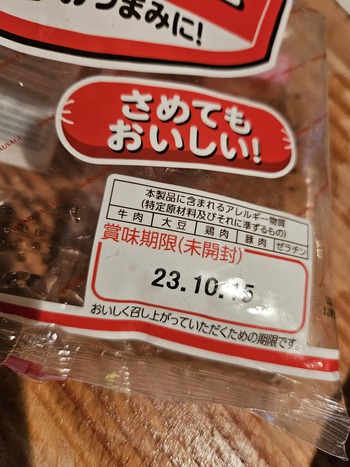 おつまみに!
さめても
おいしい!
本製品に含まれるアレルギー物質
(特定原材料及びそれに準ずるもの)
牛肉 大豆 鶏肉 豚肉 ゼラチン
賞味期限(未開封)
23.10.15
おいしく召し上がっていただくための期限です。